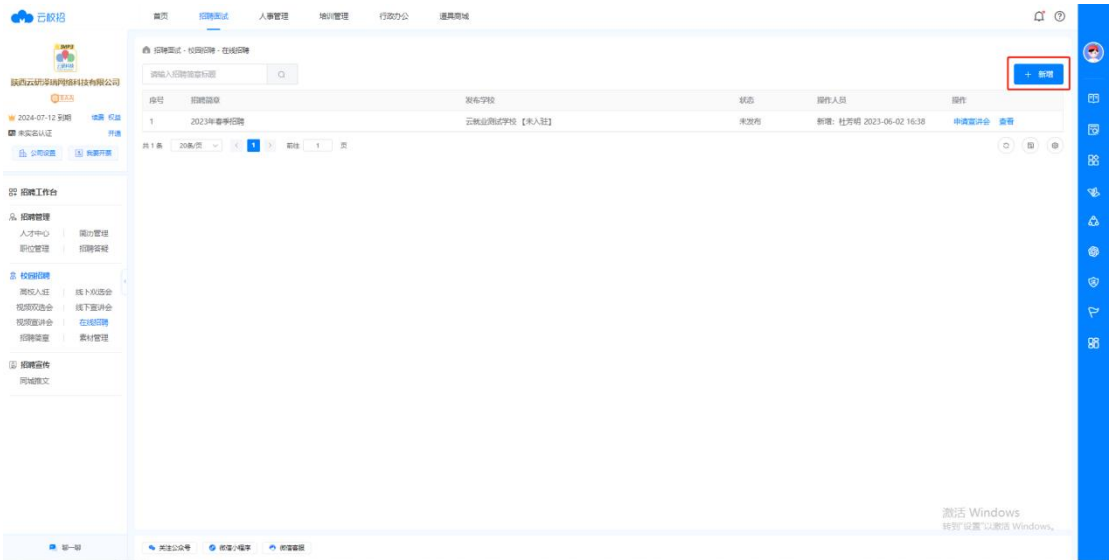 云校招
首页 招聘面试 人事管理 培训管理 行政办公 道具商城
陕西云研泽铭网络科技有限公司
2024-07-12 到期 续费 权益
未实名认证 开通
公司设置 我要开票
招聘工作台
招聘管理
人才中心 简历管理
职位管理 招聘答疑
校园招聘
高校入驻 线下双选会
视频双选会 线下宣讲会
视频宣讲会 在线招聘
招聘简章 素材管理
招聘宣传
同城推文
聊一聊
招聘面试 - 校园招聘 - 在线招聘
请输入招聘简章标题
+ 新增
序号 招聘简章 发布学校 状态 操作人员 操作
1 2023年春季招聘 云就业测试学校【未入驻】 未发布 新增：杜芳明 2023-06-02 16:38 申请宣讲会 查看
共 1 条 20条/页 1 前往 1 页
激活 Windows
转到"设置"以激活 Windows。
关注公众号 微信小程序 微信客服